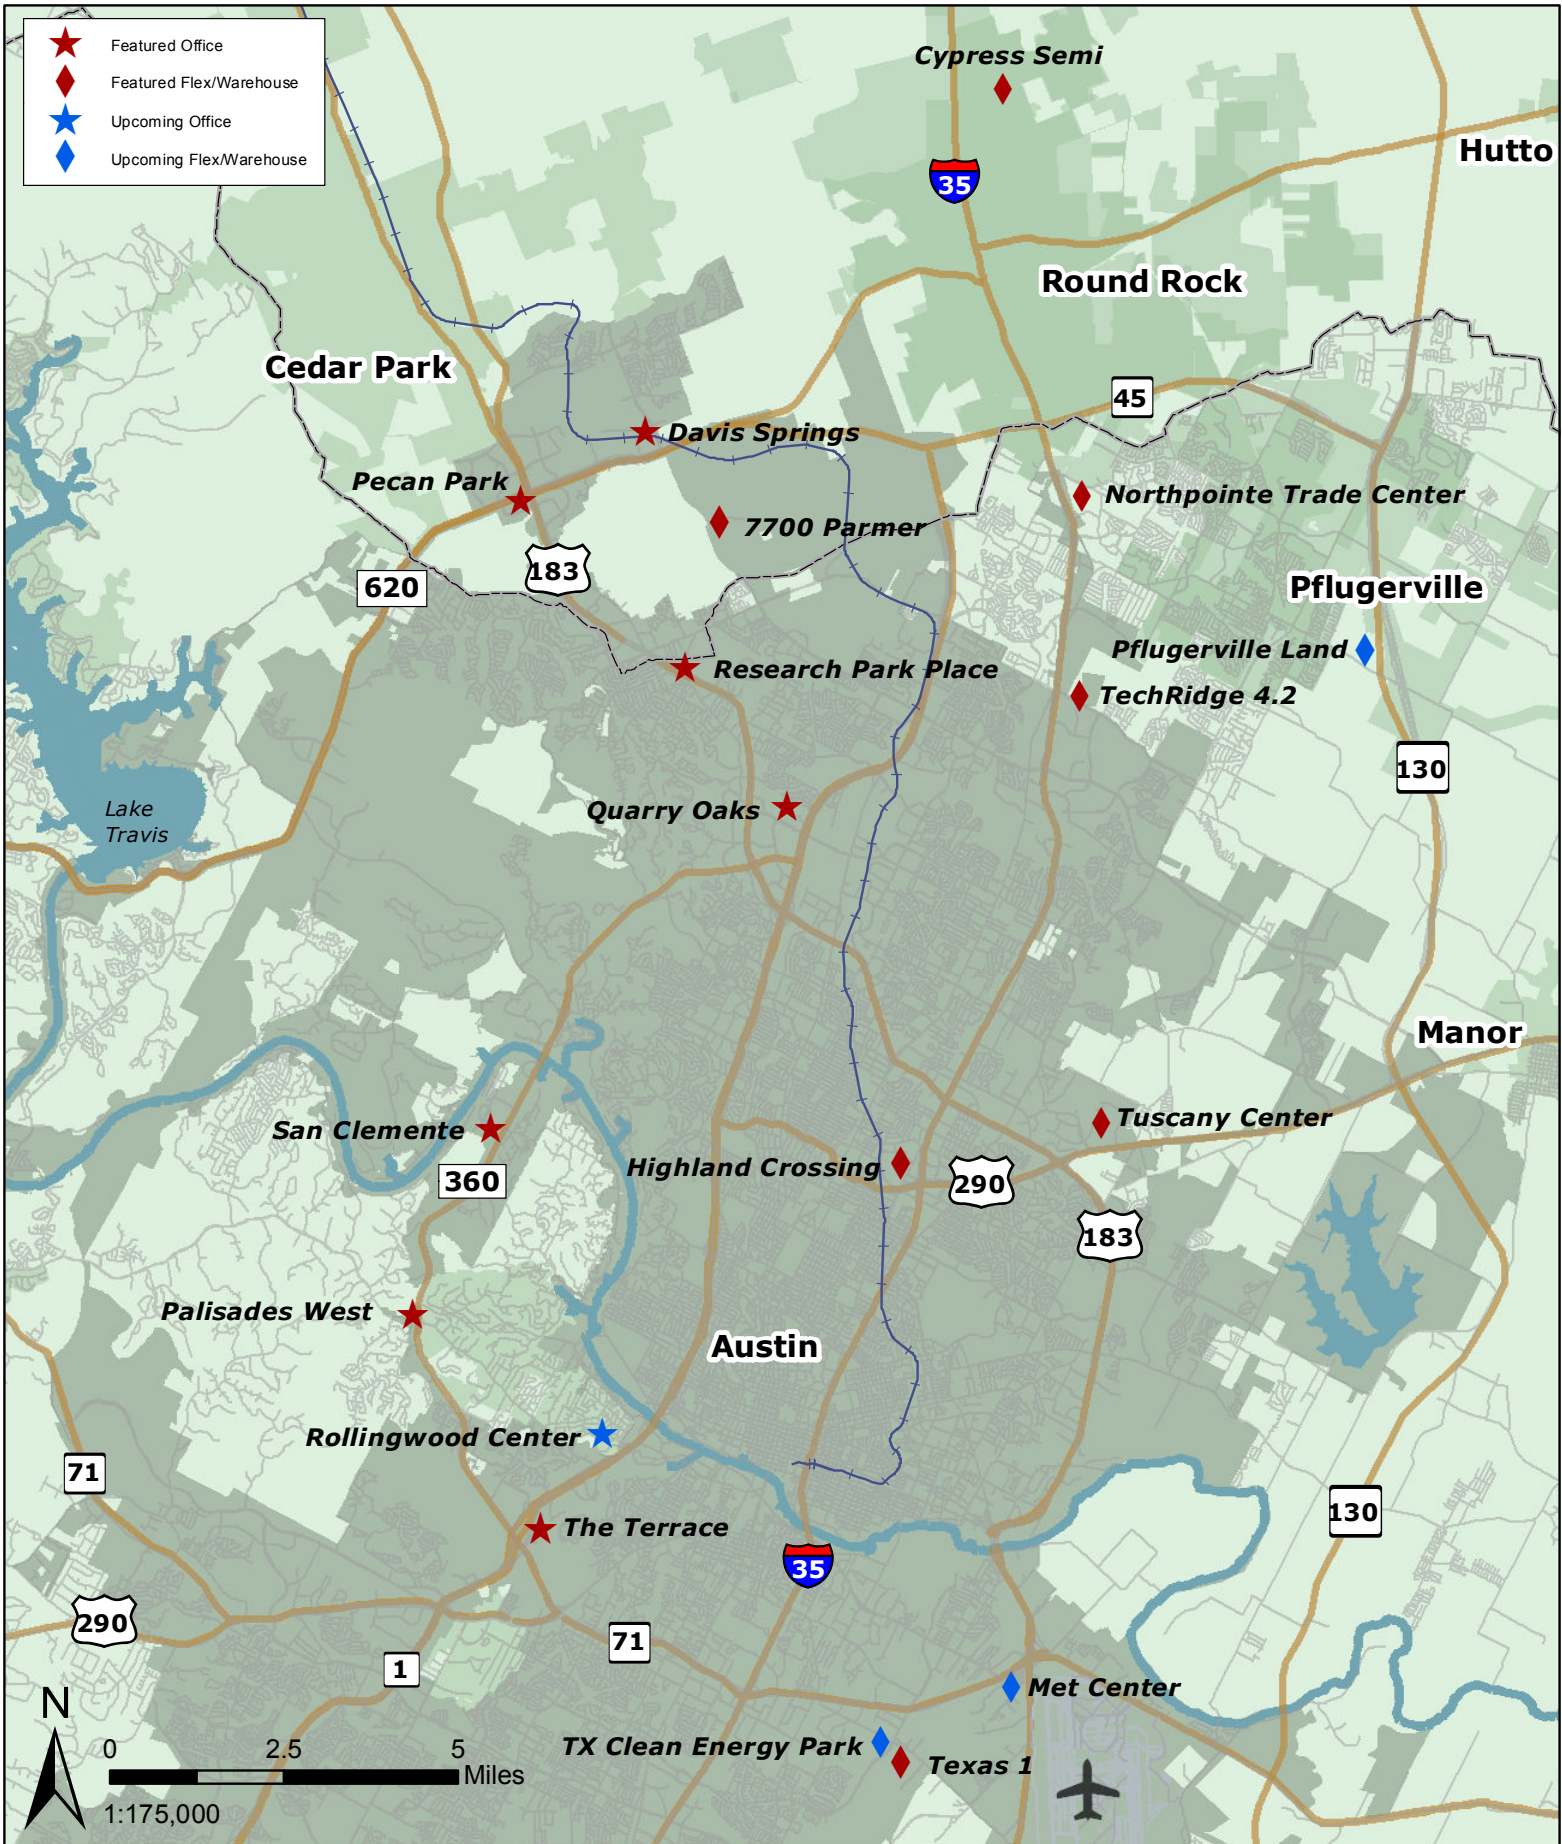 Featured Office
Featured Flex/Warehouse
Upcoming Office
Upcoming Flex/Warehouse
Cypress Semi
Hutto
35
Round Rock
Cedar Park
45
Davis Springs
Pecan Park
Northpointe Trade Center
7700 Parmer
183
620
Pflugerville
Pflugerville Land
Research Park Place
TechRidge 4.2
130
Lake
Travis
Quarry Oaks
Manor
Tuscany Center
San Clemente
Highland Crossing
360
290
183
Palisades West
Austin
Rollingwood Center
71
130
The Terrace
35
290
71
1
Met Center
N
TX Clean Energy Park
Texas 1
0 2.5 5
Miles
1:175,000